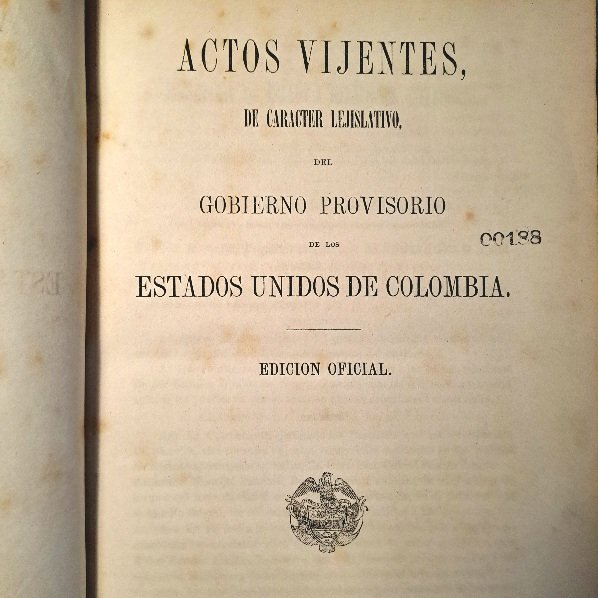 ACTOS VIJENTES,
DE CARACTER LEJISLATIVO,
DEL
GOBIERNO PROVISORIO
DE LOS
00188
ESTADOS UNIDOS DE COLOMBIA.
EDICION OFICIAL.